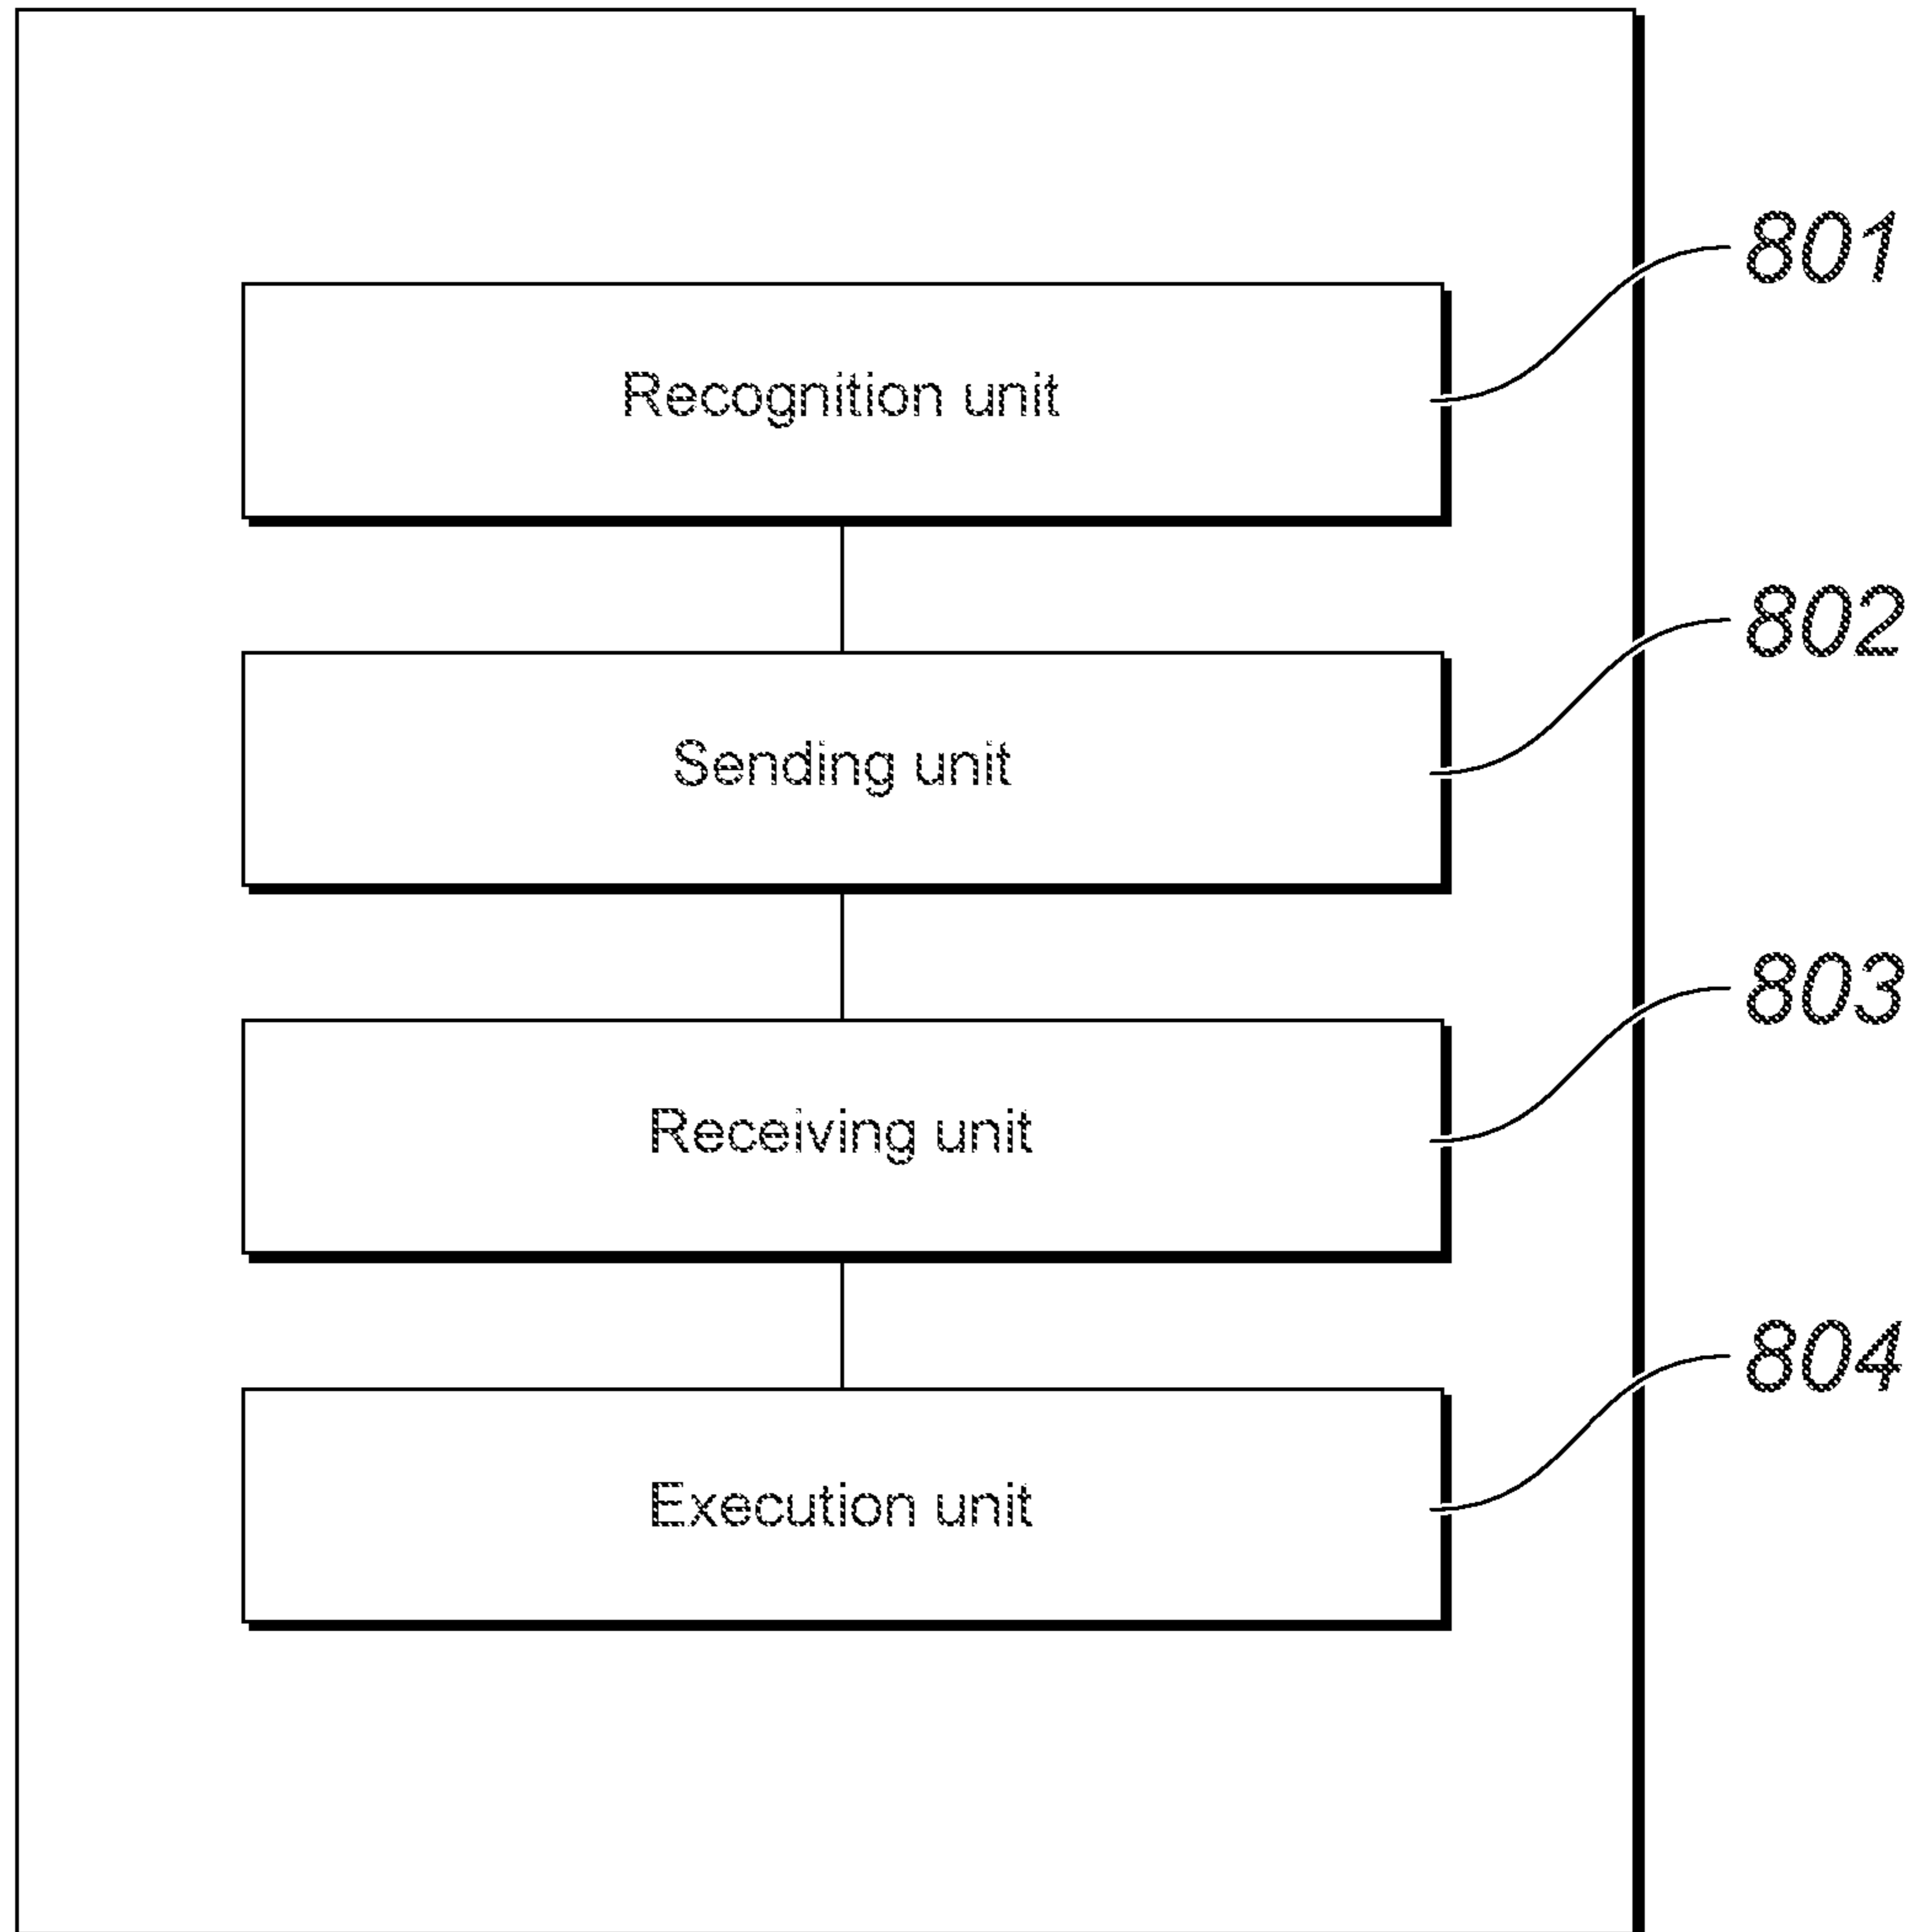 801
Recognition unit
802
Sending unit
803
Receiving unit
804
Execution unit